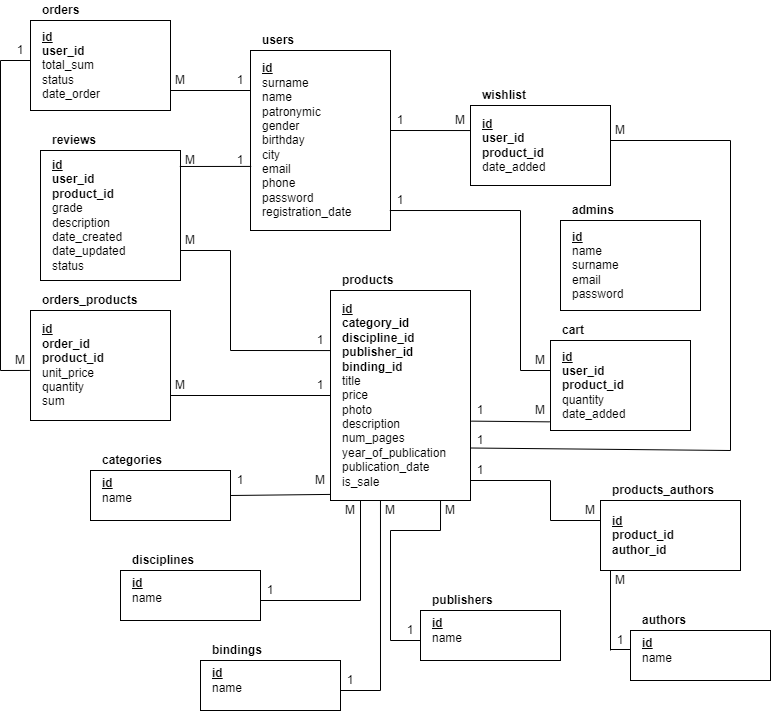 orders
id
user_id
total_sum
status
date_order
1
M
1
users
id
surname
name
patronymic
gender
birthday
city
email
phone
password
registration_date
1
M
wishlist
id
user_id
product_id
date_added
M
reviews
id
user_id
product_id
grade
description
date_created
date_updated
status
M
1
M
1
1
admins
id
name
surname
email
password
orders_products
id
order_id
product_id
unit_price
quantity
sum
M
M
1
products
id
category_id
discipline_id
publisher_id
binding_id
title
price
photo
description
num_pages
year_of_publication
publication_date
is_sale
cart
id
user_id
product_id
quantity
date_added
M
1
M
1
1
categories
id
name
1
M
M
M
M
products_authors
id
product_id
author_id
M
M
disciplines
id
name
1
publishers
id
name
1
authors
id
name
1
bindings
id
name
1